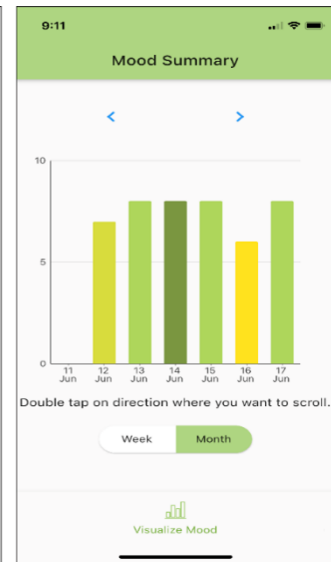 9:11
Mood Summary
< >
10
5
0
11 12 13 14 15 16 17
Jun Jun Jun Jun Jun Jun Jun
Double tap on direction where you want to scroll.
Week Month
Visualize Mood